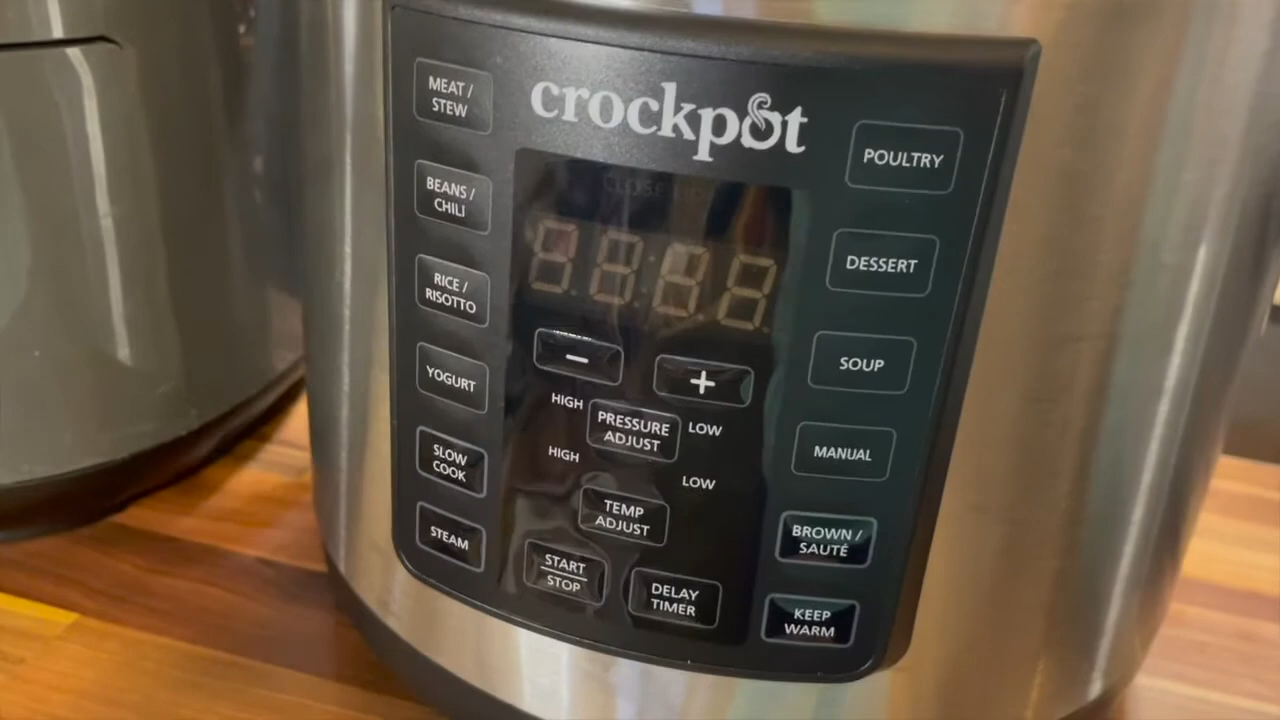 crockpot
MEAT /
STEW
BEANS /
CHILI
RICE /
RISOTTO
YOGURT
SLOW
COOK
STEAM
CLOSE
−
+
HIGH
PRESSURE
ADJUST
LOW
HIGH
LOW
TEMP
ADJUST
START
STOP
DELAY
TIMER
POULTRY
DESSERT
SOUP
MANUAL
BROWN /
SAUTÉ
KEEP
WARM